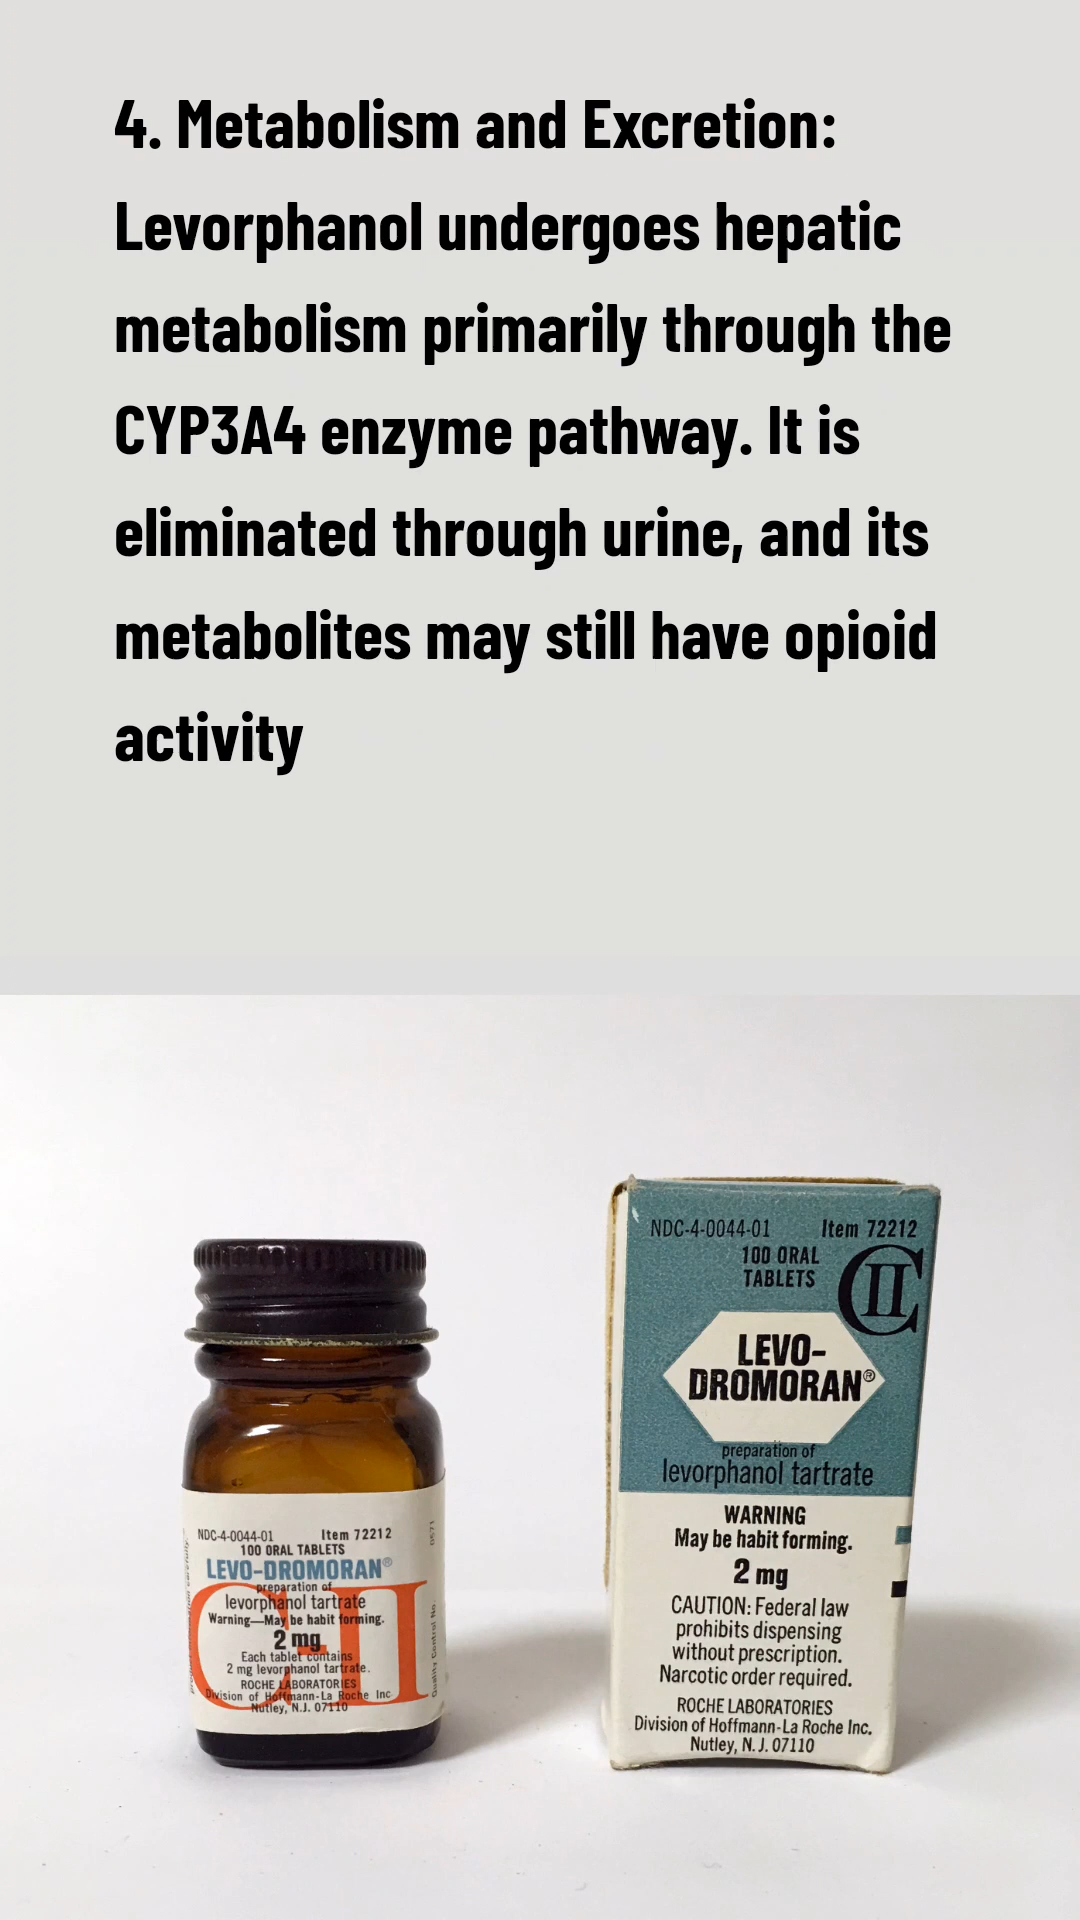 4. Metabolism and Excretion:
Levorphanol undergoes hepatic
metabolism primarily through the
CYP3A4 enzyme pathway. It is
eliminated through urine, and its
metabolites may still have opioid
activity
NDC-4-0044-01 Item 72212
100 ORAL TABLETS
LEVO-DROMORAN®
preparation of
levorphanol tartrate
Warning—May be habit forming.
2 mg
Each tablet contains
2 mg levorphanol tartrate.
ROCHE LABORATORIES
Division of Hoffmann-La Roche Inc
Nutley, N.J. 07110
C-II
Quality Control No.
0571
NDC-4-0044-01 Item 72212
100 ORAL
TABLETS
CII
LEVO-
DROMORAN®
preparation of
levorphanol tartrate
WARNING
May be habit forming.
2 mg
CAUTION: Federal law
prohibits dispensing
without prescription.
Narcotic order required.
ROCHE LABORATORIES
Division of Hoffmann-La Roche Inc.
Nutley, N.J. 07110